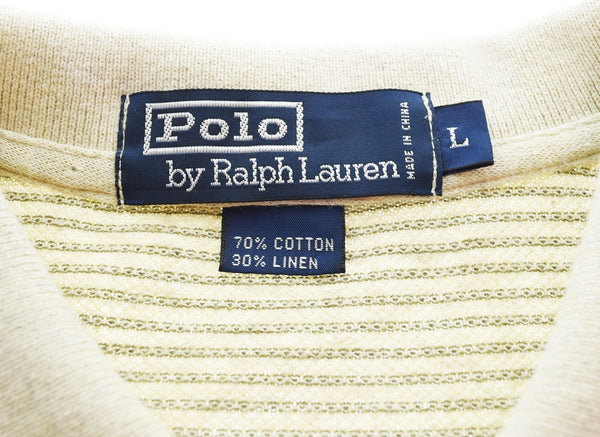 Polo
by Ralph Lauren
MADE IN CHINA
L
70% COTTON
30% LINEN